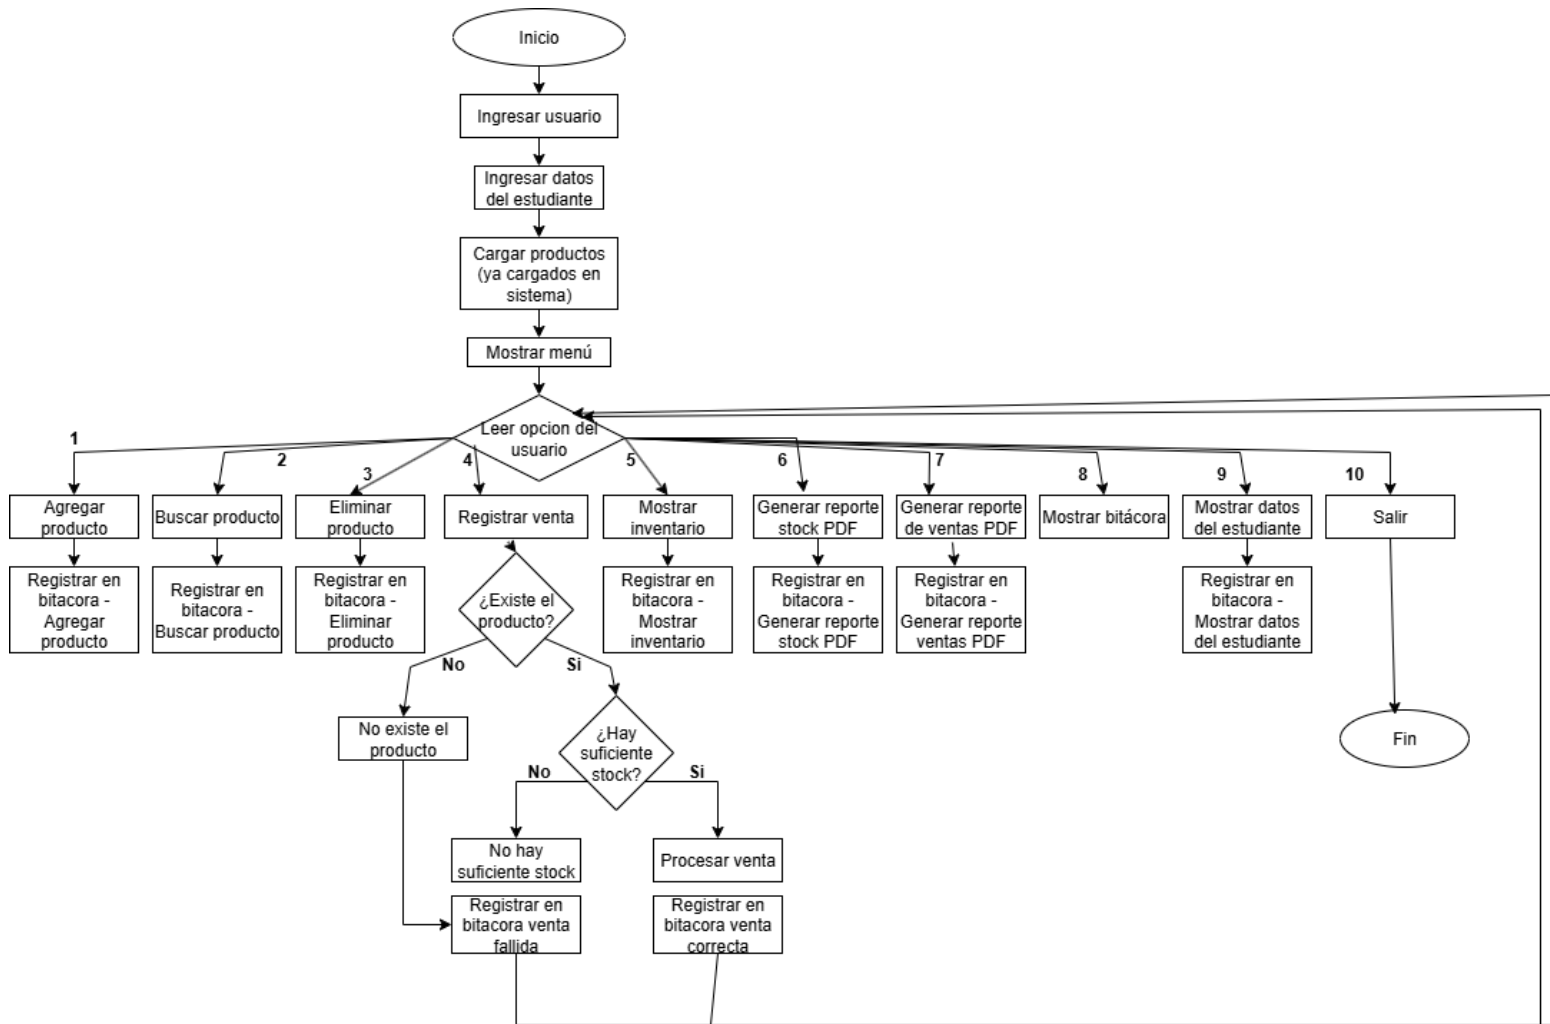 Inicio
Ingresar usuario
Ingresar datos
del estudiante
Cargar productos
(ya cargados en
sistema)
Mostrar menú
Leer opcion del
usuario
1
2
3
4
5
6
7
8
9
10
Agregar
producto
Buscar producto
Eliminar
producto
Registrar venta
Mostrar
inventario
Generar reporte
stock PDF
Generar reporte
de ventas PDF
Mostrar bitácora
Mostrar datos
del estudiante
Salir
Registrar en
bitacora -
Agregar
producto
Registrar en
bitacora -
Buscar producto
Registrar en
bitacora -
Eliminar
producto
¿Existe el
producto?
Registrar en
bitacora -
Mostrar
inventario
Registrar en
bitacora -
Generar reporte
stock PDF
Registrar en
bitacora -
Generar reporte
ventas PDF
Registrar en
bitacora -
Mostrar datos
del estudiante
No
Si
No existe el
producto
¿Hay
suficiente
stock?
Fin
No
Si
No hay
suficiente stock
Procesar venta
Registrar en
bitacora venta
fallida
Registrar en
bitacora venta
correcta